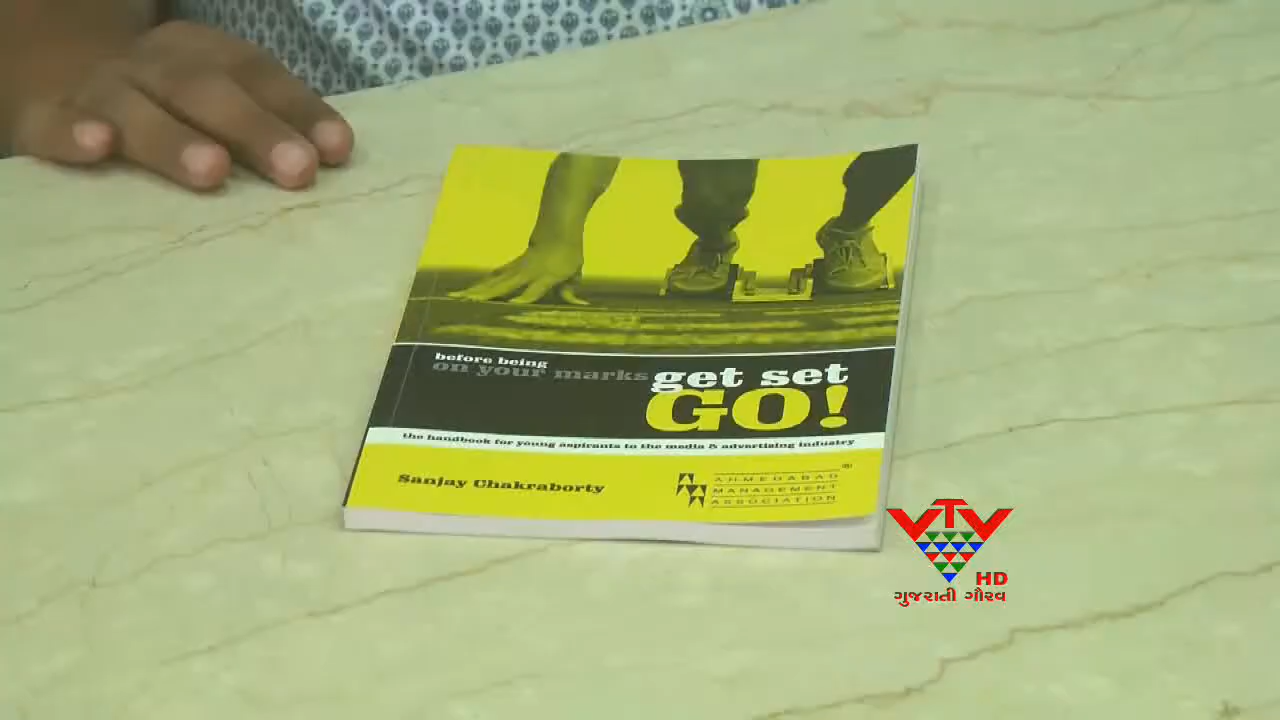 before being
on your marks get set
GO!
the handbook for young aspirants to the media & advertising industry
Sanjay Chakraborty
AHMEDABAD ®
MANAGEMENT
ASSOCIATION
VTV
HD
ગુજરાતી ગૌરવ